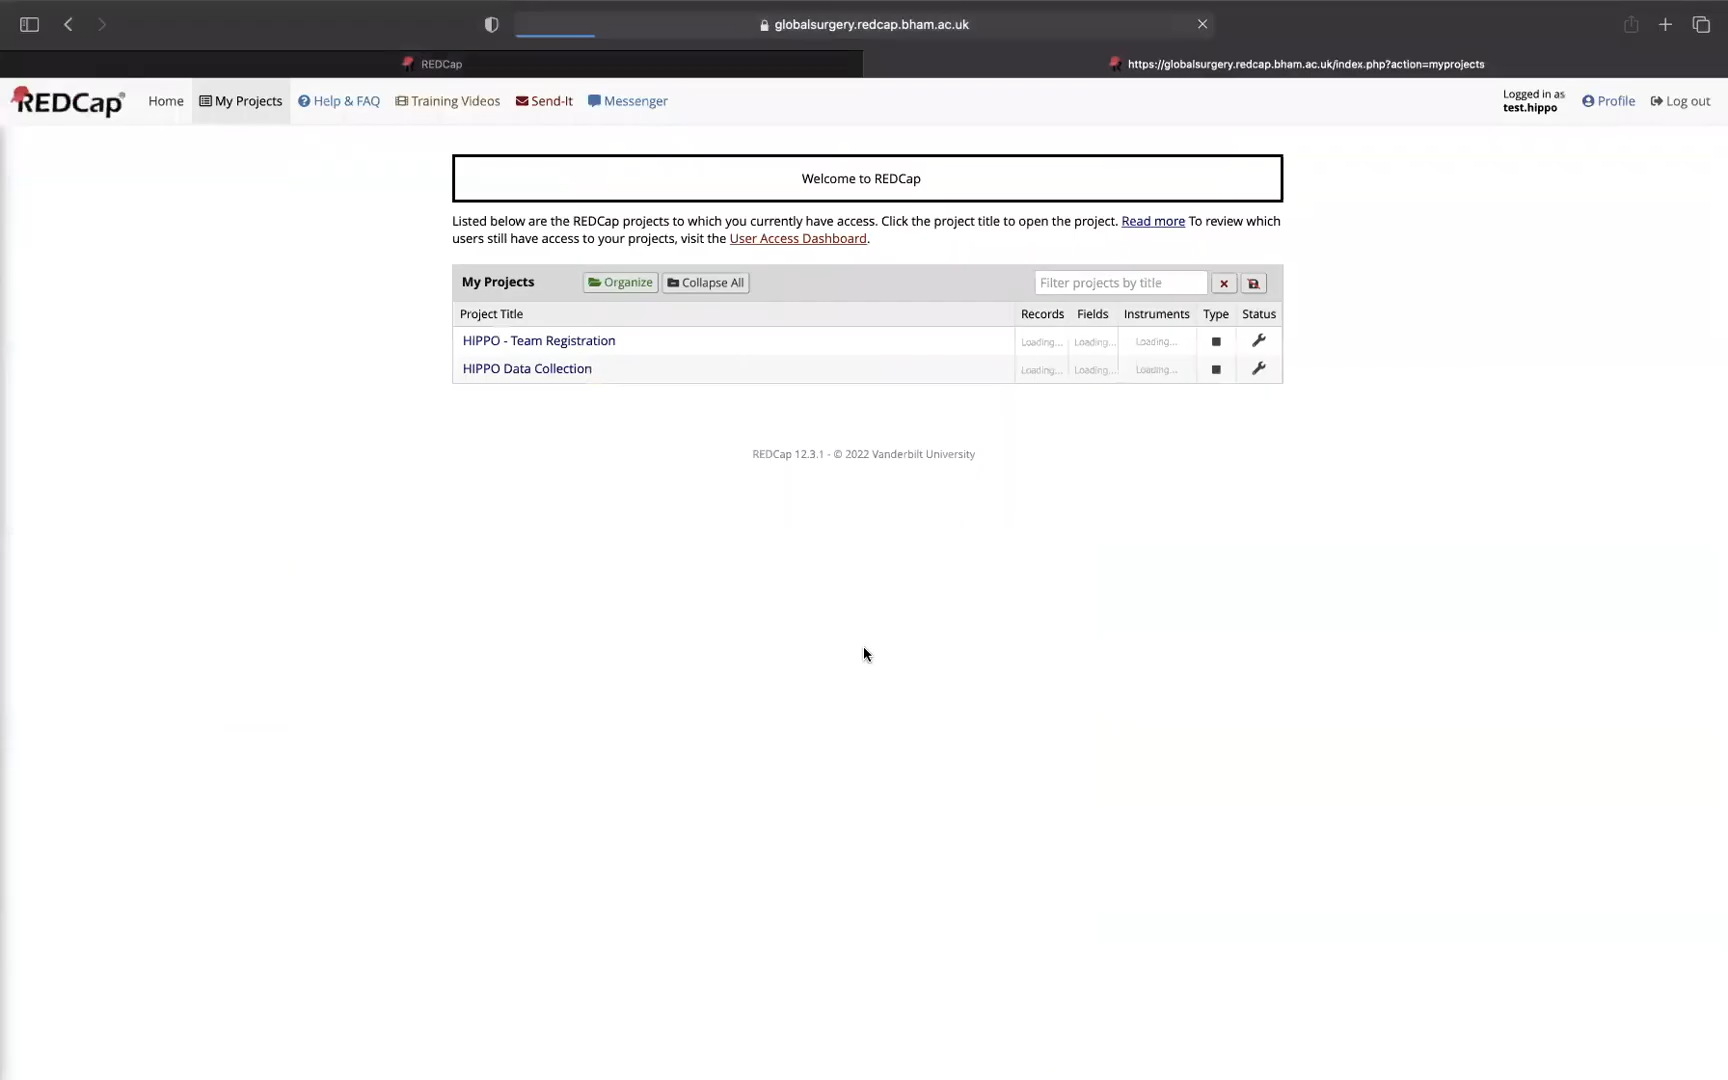 globalsurgery.redcap.bham.ac.uk
REDCap
https://globalsurgery.redcap.bham.ac.uk/index.php?action=myprojects
REDCap® Home My Projects Help & FAQ Training Videos Send-It Messenger Logged in as test.hippo Profile Log out
Welcome to REDCap
Listed below are the REDCap projects to which you currently have access. Click the project title to open the project. Read more To review which
users still have access to your projects, visit the User Access Dashboard.
My Projects Organize Collapse All Filter projects by title
Project Title Records Fields Instruments Type Status
HiPPO - Team Registration Loading... Loading... Loading...
HIPPO Data Collection Loading... Loading... Loading...
REDCap 12.3.1 - © 2022 Vanderbilt University